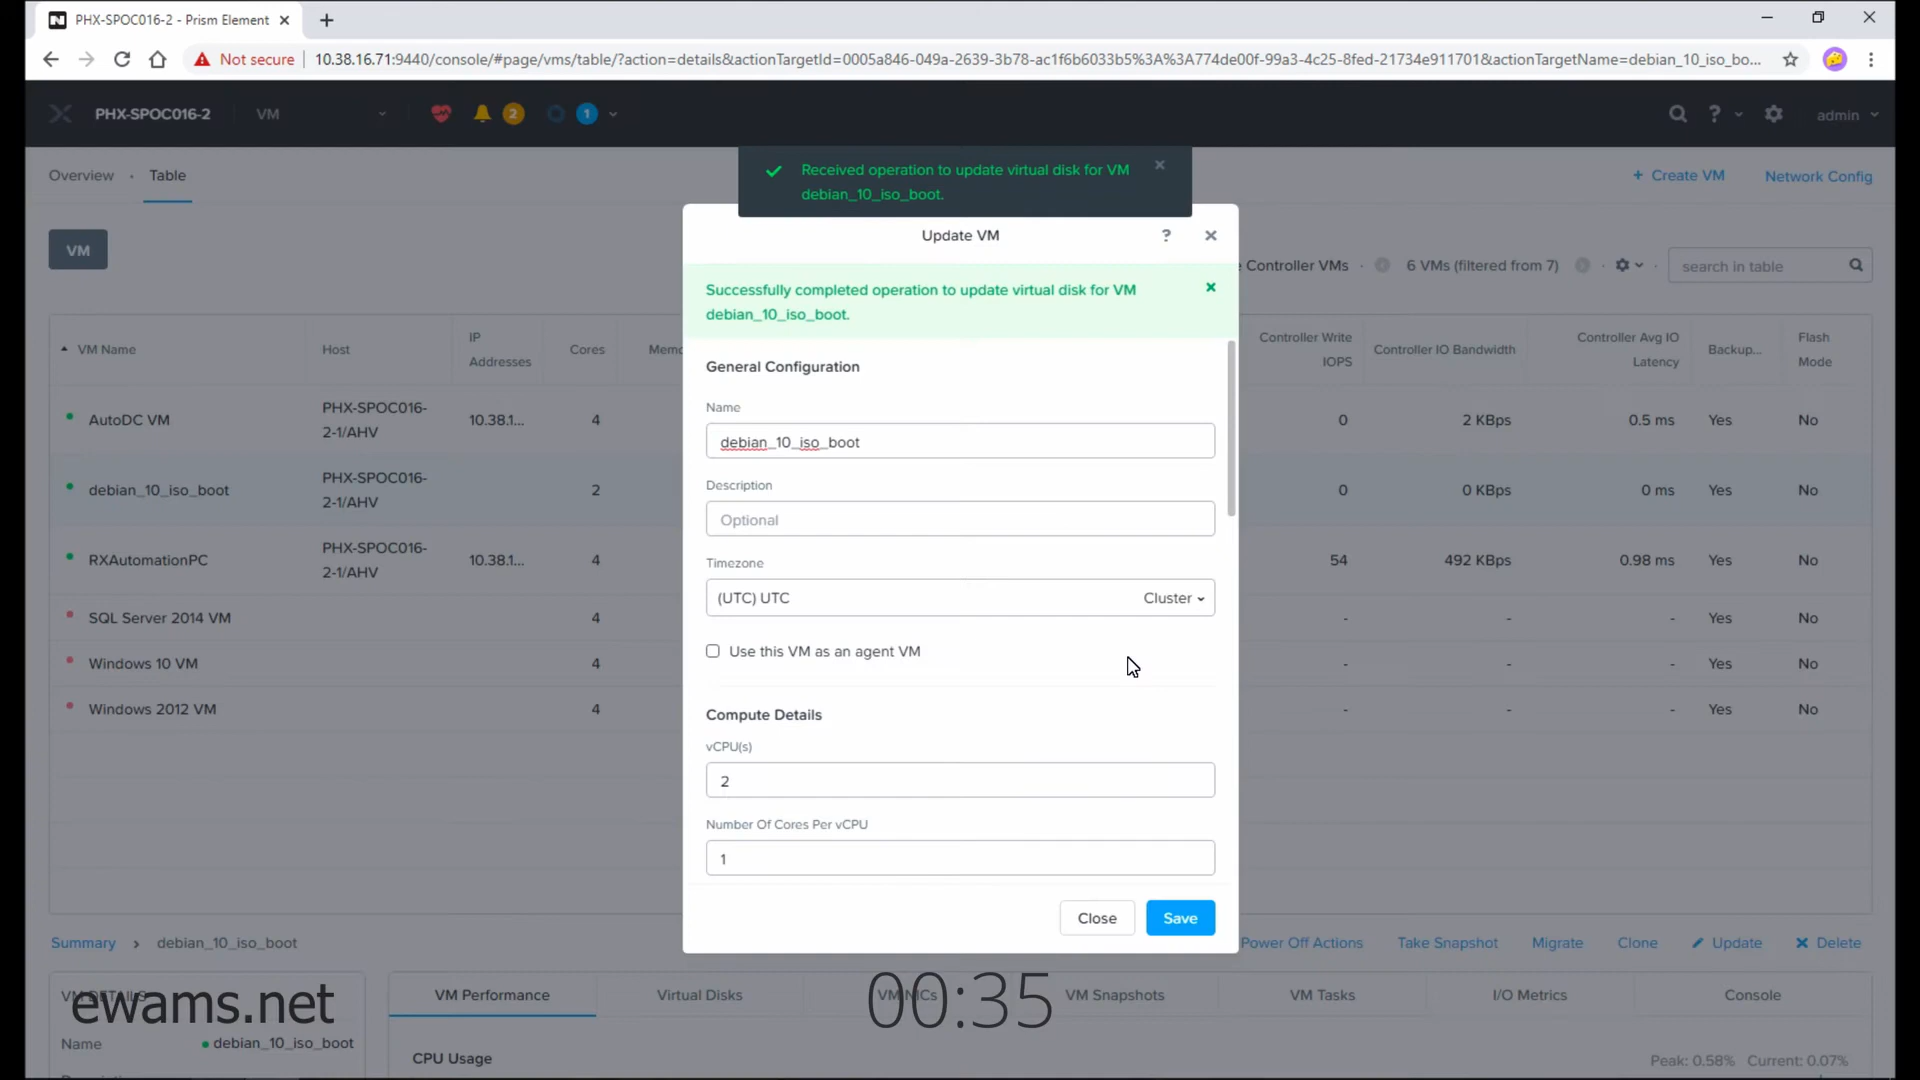 PHX-SPOC016-2 - Prism Element
Not secure
10.38.16.71:9440/console/#page/vms/table/?action=details&actionTargetId=0005a846-049a-2639-3b78-ac1f6b6033b5%3A%3A774de00f-99a3-4c25-8fed-21734e911701&actionTargetName=debian_10_iso_bo...
PHX-SPOC016-2
VM
2
1
?
admin
Overview
Table
+ Create VM
Network Config
Received operation to update virtual disk for VM
debian_10_iso_boot.
Update VM
?
VM
Controller VMs
6 VMs (filtered from 7)
search in table
Successfully completed operation to update virtual disk for VM
debian_10_iso_boot.
VM Name
Host
IP Addresses
Cores
Memo
Controller Write IOPS
Controller IO Bandwidth
Controller Avg IO Latency
Backup...
Flash Mode
AutoDC VM
PHX-SPOC016-2-1/AHV
10.38.1...
4
0
2 KBps
0.5 ms
Yes
No
debian_10_iso_boot
PHX-SPOC016-2-1/AHV
2
0
0 KBps
0 ms
Yes
No
RXAutomationPC
PHX-SPOC016-2-1/AHV
10.38.1...
4
54
492 KBps
0.98 ms
Yes
No
SQL Server 2014 VM
4
-
-
-
Yes
No
Windows 10 VM
4
-
-
-
Yes
No
Windows 2012 VM
4
-
-
-
Yes
No
General Configuration
Name
debian_10_iso_boot
Description
Optional
Timezone
(UTC) UTC
Cluster
Use this VM as an agent VM
Compute Details
vCPU(s)
2
Number Of Cores Per vCPU
1
Close
Save
Summary
debian_10_iso_boot
Power Off Actions
Take Snapshot
Migrate
Clone
Update
Delete
VM DETAILS
ewams.net
00:35
VM Performance
Virtual Disks
VM NICs
VM Snapshots
VM Tasks
I/O Metrics
Console
Name
debian_10_iso_boot
CPU Usage
Peak: 0.58%
Current: 0.07%